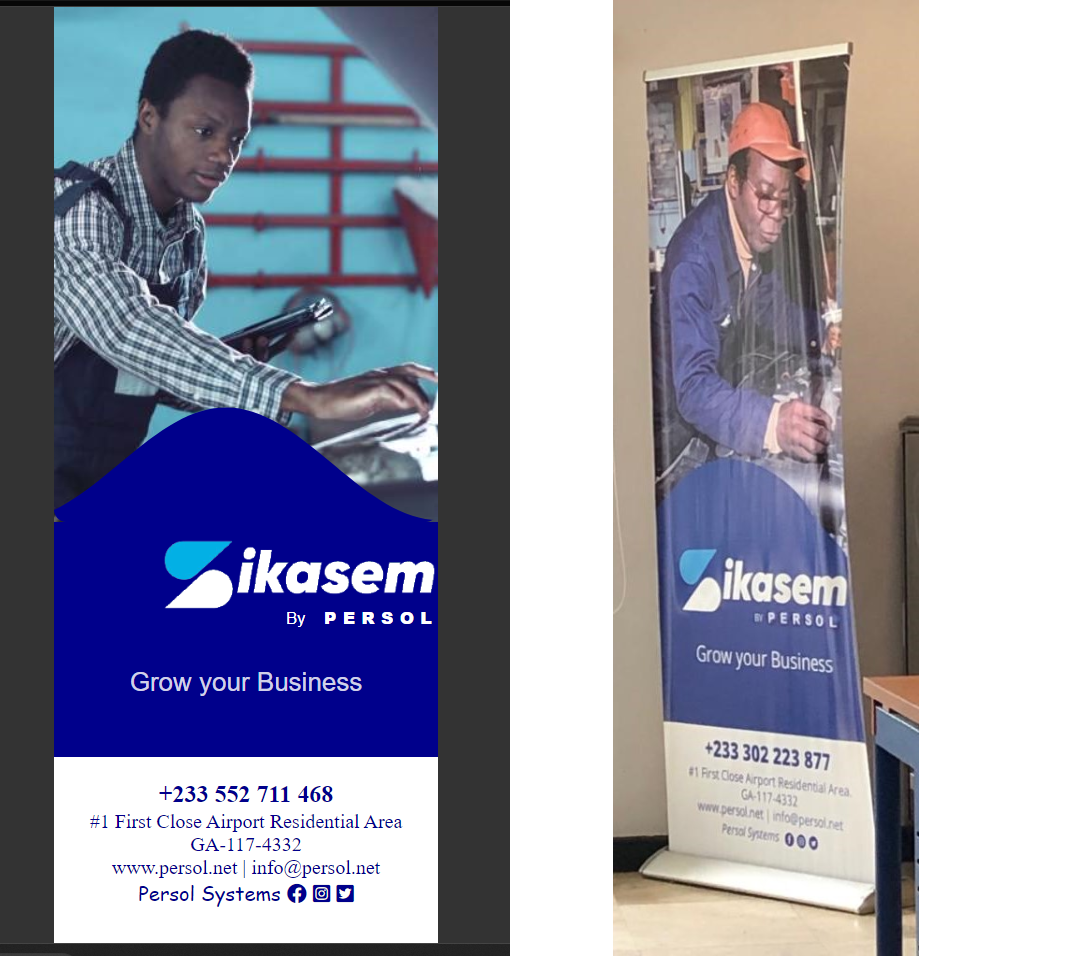 Sikasem
By PERSOL
Grow your Business
+233 552 711 468
#1 First Close Airport Residential Area
GA-117-4332
www.persol.net | info@persol.net
Persol Systems
Sikasem
BY PERSOL
Grow your Business
+233 302 223 877
#1 First Close Airport Residential Area.
GA-117-4332
www.persol.net | info@persol.net
Persol Systems